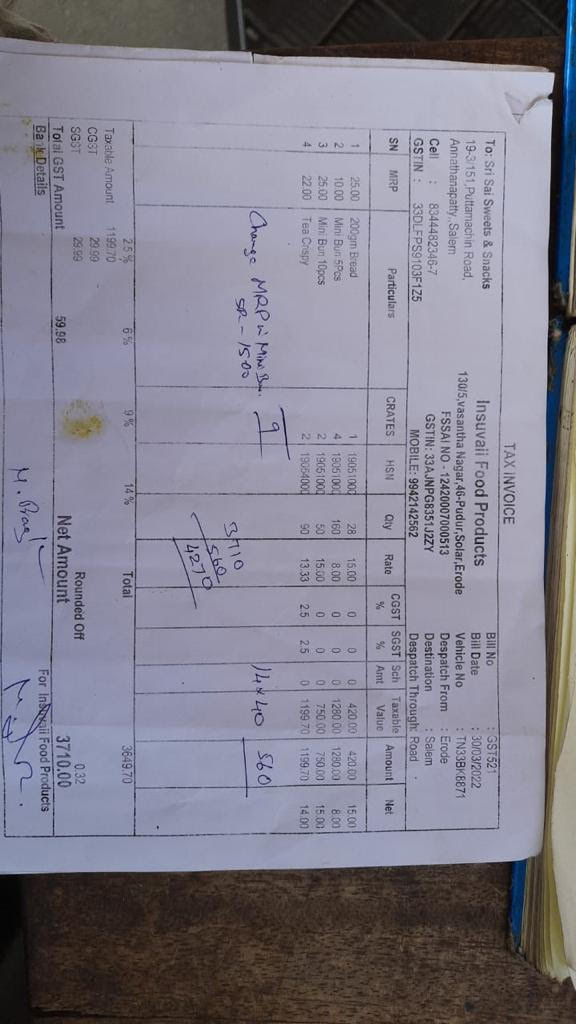 TAX INVOICE
To: Sri Sai Sweets & Snacks
19-3/151,Puttamachin Road,
Annathanapatty.,Salem
Cell : 8344482346-7
GSTIN : 33DLFPS9103F1Z5
Insuvaii Food Products
130/5,vasantha Nagar,46-Pudur,Solar,Erode
FSSAI NO - 12420007000513
GSTIN: 33AJNPG8351J2ZY
MOBILE: 9942142562
Bill No : GST521
Bill Date : 30/03/2022
Vehicle No : TN33BK8871
Despatch From : Erode
Destination : Salem
Despatch Through: Road
SN MRP Particulars CRATES HSN Qty Rate CGST % SGST % Sch Amt Taxable Value Amount Net
1 25.00 200gm Bread 1 19051000 28 15.00 0 0 0 420.00 420.00 15.00
2 10.00 Mini Bun 5Pcs 4 19051000 160 8.00 0 0 0 1280.00 1280.00 8.00
3 25.00 Mini Bun 10pcs 2 19051000 50 15.00 0 0 0 750.00 750.00 15.00
4 22.00 Tea Crispy 2 19054000 90 13.33 2.5 2.5 0 1199.70 1199.70 14.00
9
Change MRP in Mini Bun. 14 x 40 560
SR - 1500
3710
560
4270
2.5 % 6 % 9 % 14 % Total 3649.70
Taxable Amount 1199.70
CGST 29.99
SGST 29.99
Rounded Off 0.32
Total GST Amount 59.98 Net Amount 3710.00
Bank Details For Insuvaii Food Products